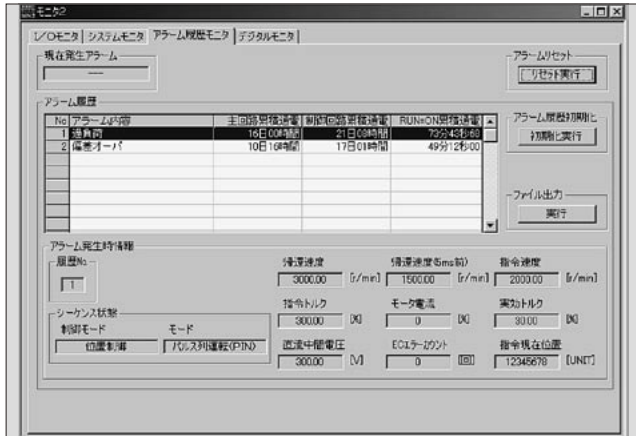 モニタ2
I/Oモニタ システムモニタ アラーム履歴モニタ デジタルモニタ
現在発生アラーム
---
アラームリセット
リセット実行
アラーム履歴
No アラーム内容 主回路累積通電 制御回路累積通電 RUN=ON累積通電
1 過負荷 16日00時間 21日08時間 73分43秒68
2 偏差オーバ 10日16時間 17日01時間 49分12秒00
アラーム履歴初期化
初期化実行
ファイル出力
実行
アラーム発生時情報
履歴No.
1
シーケンス状態
制御モード モード
位置制御 パルス列運転(PIN)
帰還速度 帰還速度(5ms前) 指令速度
3000.00 [r/min] 1500.00 [r/min] 2000.00 [r/min]
指令トルク モータ電流 実効トルク
300.00 [%] 0 [%] 30.00 [%]
直流中間電圧 ECエラーカウント 指令現在位置
300.00 [V] 0 [回] 12345678 [UNIT]